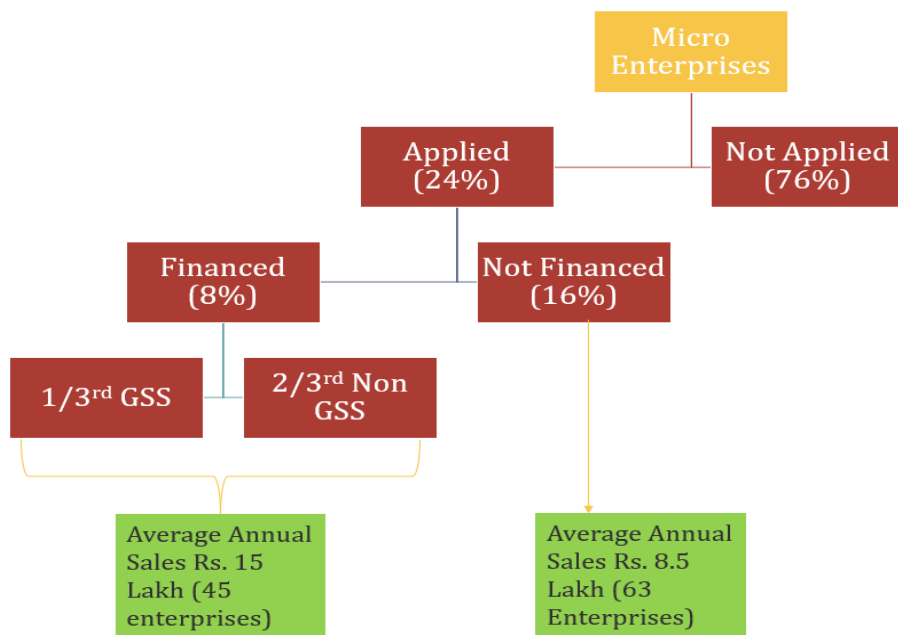 Micro
Enterprises
Applied
(24%)
Not Applied
(76%)
Financed
(8%)
Not Financed
(16%)
1/3rd GSS
2/3rd Non
GSS
Average Annual
Sales Rs. 15
Lakh (45
enterprises)
Average Annual
Sales Rs. 8.5
Lakh (63
Enterprises)